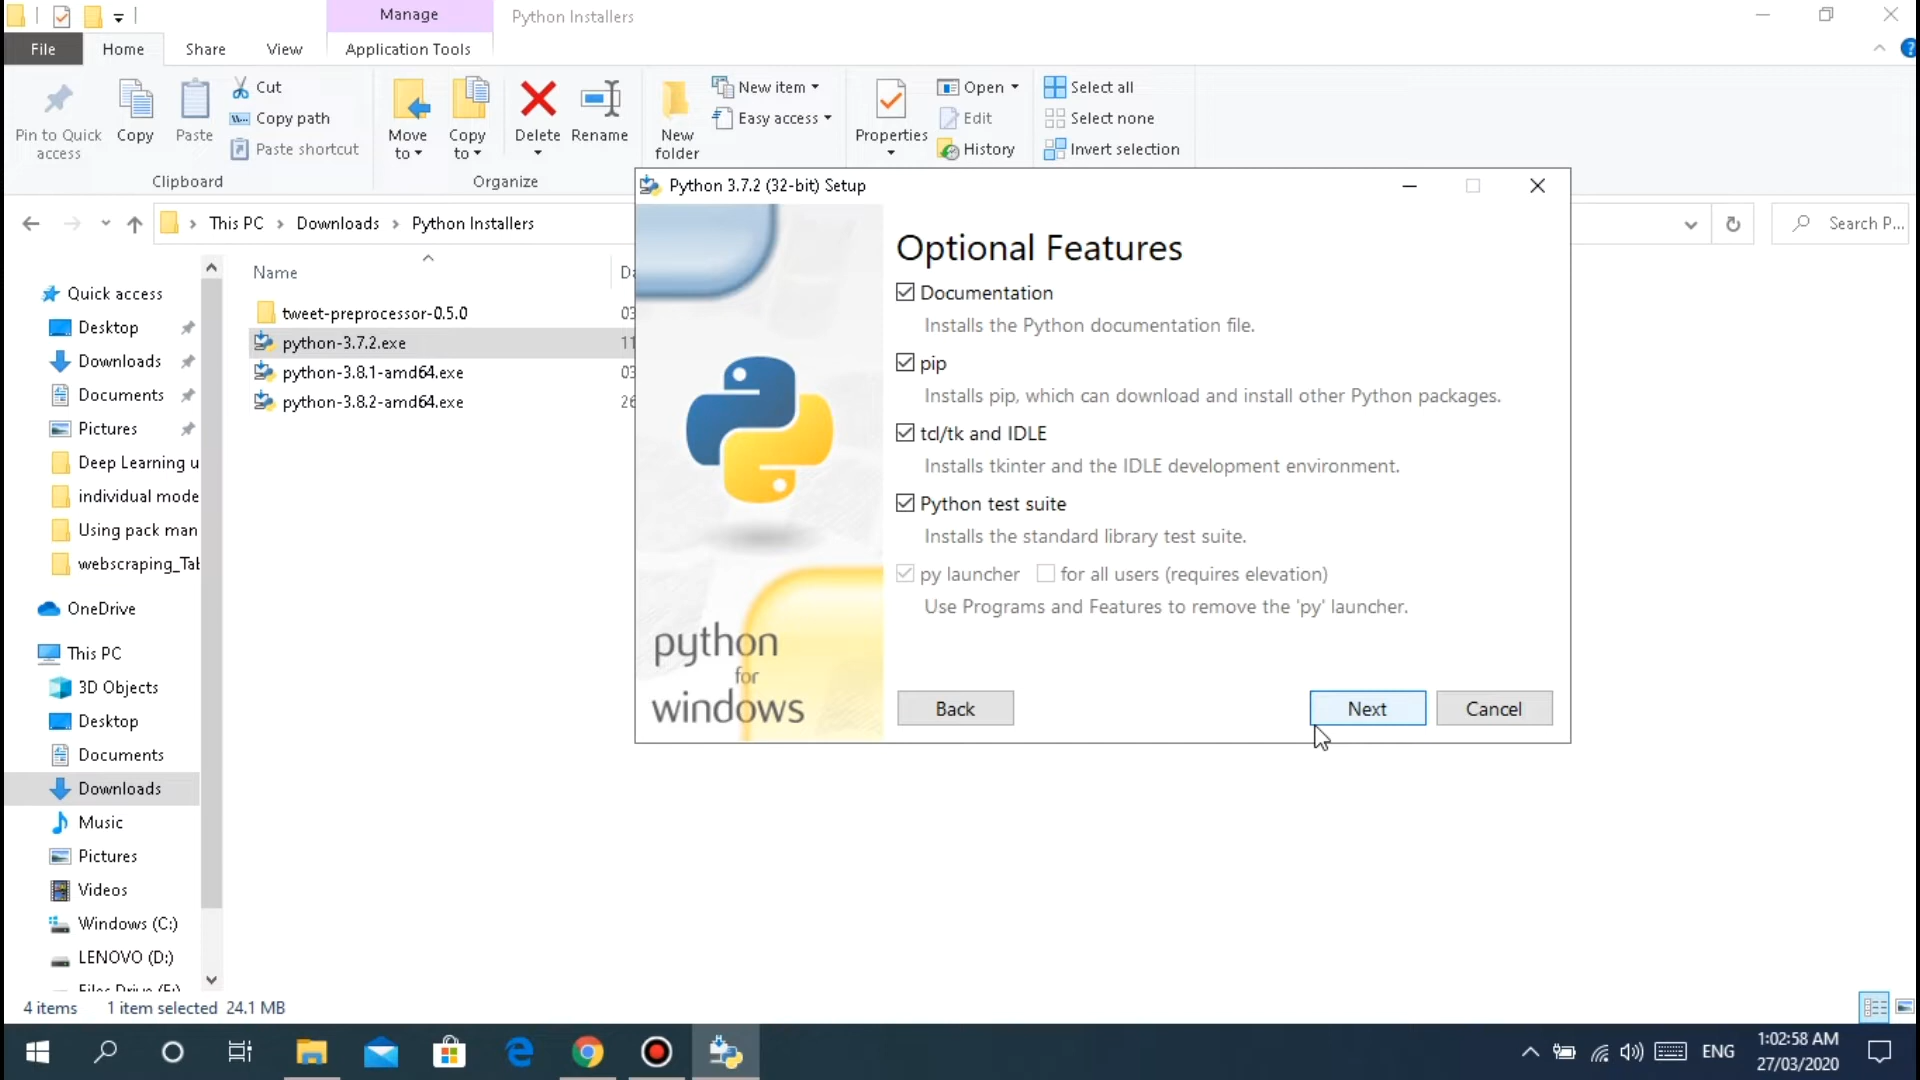 Manage
Python Installers
File
Home
Share
View
Application Tools
Pin to Quick access
Copy
Paste
Cut
Copy path
Paste shortcut
Clipboard
Move to
Copy to
Delete
Rename
Organize
New folder
New item
Easy access
Properties
Open
Edit
History
Select all
Select none
Invert selection
This PC > Downloads > Python Installers
Search P...
Name
tweet-preprocessor-0.5.0
03
python-3.7.2.exe
11
python-3.8.1-amd64.exe
03
python-3.8.2-amd64.exe
26
Quick access
Desktop
Downloads
Documents
Pictures
Deep Learning u
individual mode
Using pack man
webscraping_Tab
OneDrive
This PC
3D Objects
Desktop
Documents
Downloads
Music
Pictures
Videos
Windows (C:)
LENOVO (D:)
4 items
1 item selected 24.1 MB
Python 3.7.2 (32-bit) Setup
Optional Features
Documentation
Installs the Python documentation file.
pip
Installs pip, which can download and install other Python packages.
tcl/tk and IDLE
Installs tkinter and the IDLE development environment.
Python test suite
Installs the standard library test suite.
py launcher for all users (requires elevation)
Use Programs and Features to remove the 'py' launcher.
python
for
windows
Back
Next
Cancel
ENG
1:02:58 AM
27/03/2020